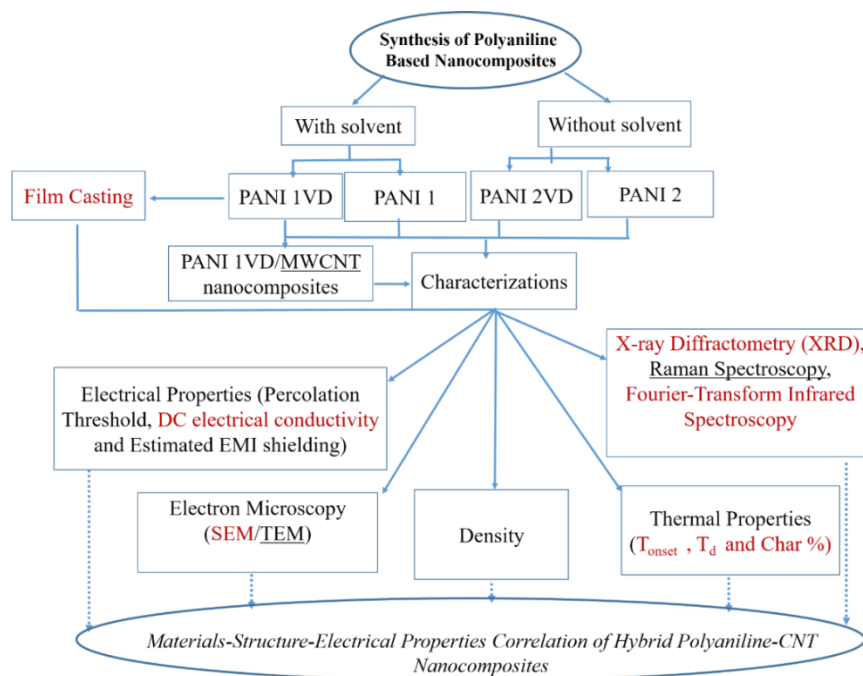 Synthesis of Polyaniline
Based Nanocomposites
With solvent
Without solvent
Film Casting
PANI 1VD
PANI 1
PANI 2VD
PANI 2
PANI 1VD/MWCNT
nanocomposites
Characterizations
Electrical Properties (Percolation
Threshold, DC electrical conductivity
and Estimated EMI shielding)
X-ray Diffractometry (XRD),
Raman Spectroscopy,
Fourier-Transform Infrared
Spectroscopy
Electron Microscopy
(SEM/TEM)
Density
Thermal Properties
(Tonset , Td and Char %)
Materials-Structure-Electrical Properties Correlation of Hybrid Polyaniline-CNT
Nanocomposites